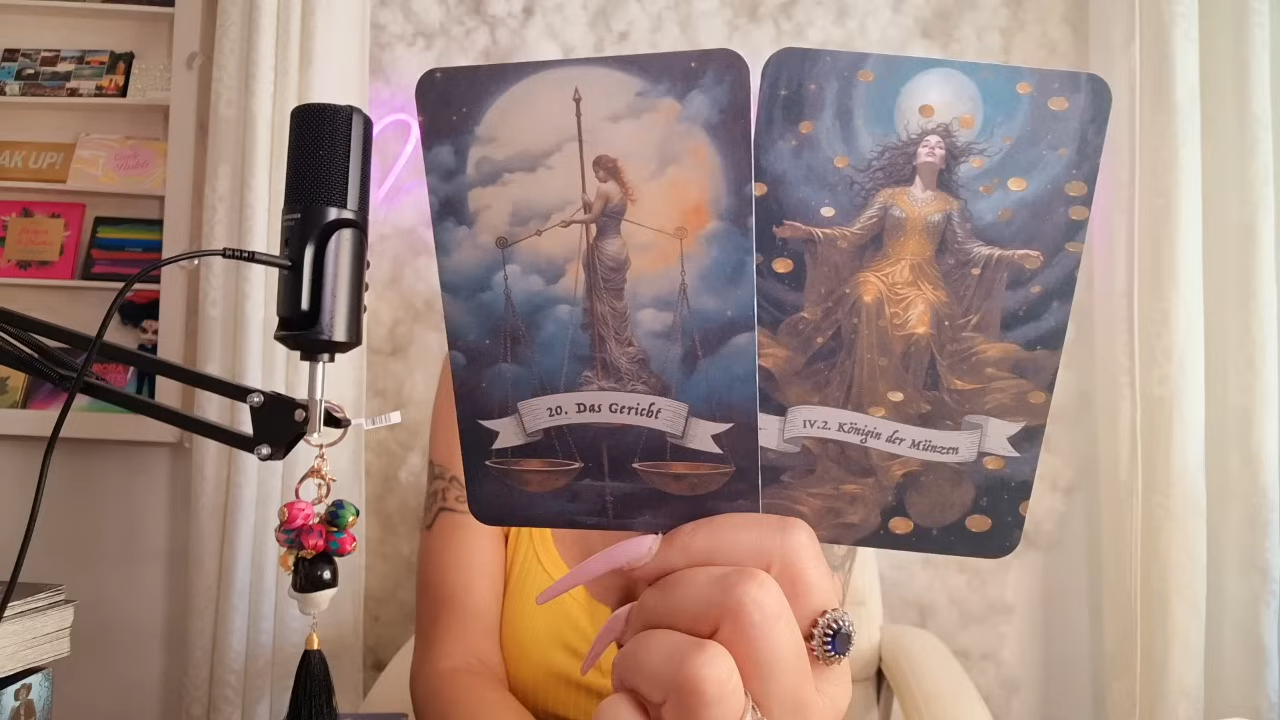 AK UP!
20. Das Gericht
IV.2. Königin der Münzen